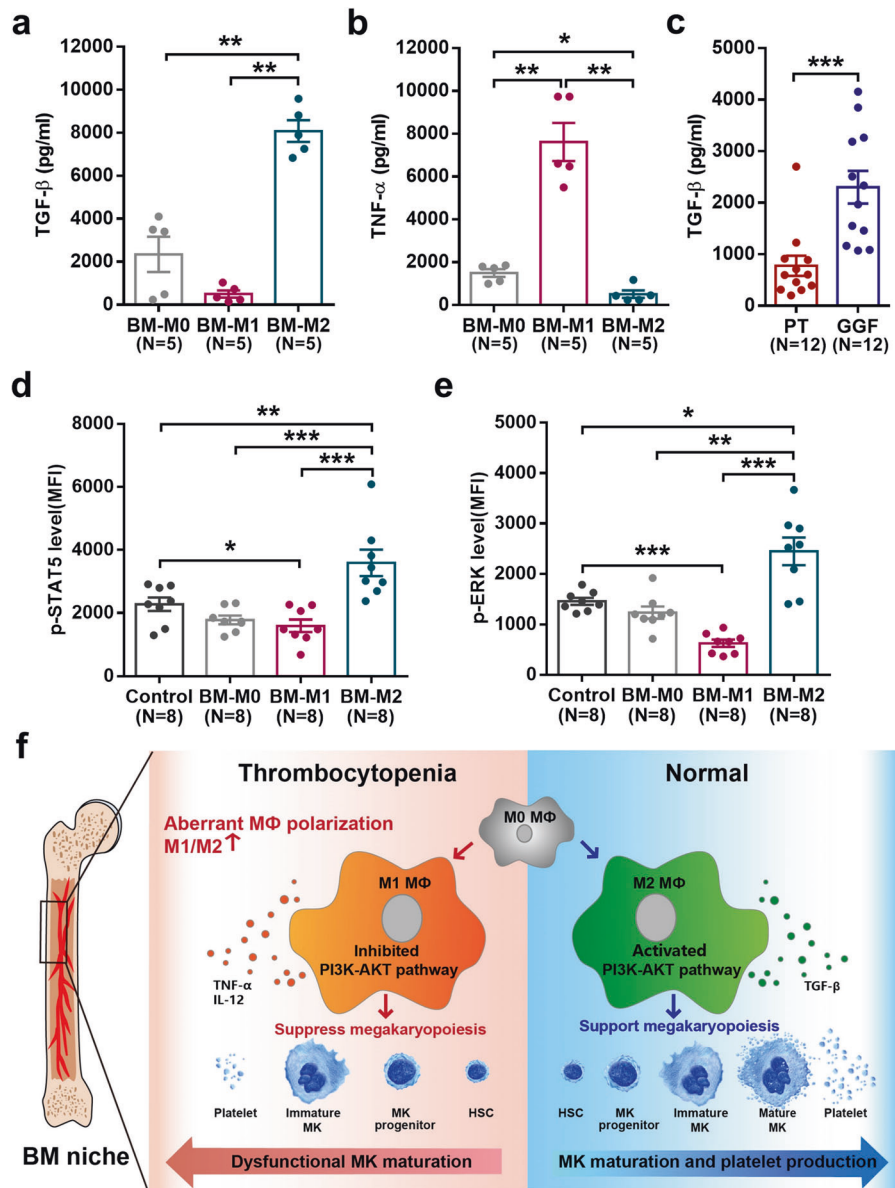 a
12000
10000
8000
6000
4000
2000
0
TGF-β (pg/ml)
**
**
BM-M0 BM-M1 BM-M2
(N=5) (N=5) (N=5)
b
12000
10000
8000
6000
4000
2000
0
TNF-α (pg/ml)
*
** **
BM-M0 BM-M1 BM-M2
(N=5) (N=5) (N=5)
c
5000
4000
3000
2000
1000
0
TGF-β (pg/ml)
***
PT GGF
(N=12) (N=12)
d
8000
6000
4000
2000
0
p-STAT5 level(MFI)
**
***
***
*
Control BM-M0 BM-M1 BM-M2
(N=8) (N=8) (N=8) (N=8)
e
5000
4000
3000
2000
1000
0
p-ERK level(MFI)
*
**
***
***
Control BM-M0 BM-M1 BM-M2
(N=8) (N=8) (N=8) (N=8)
f
BM niche
Thrombocytopenia
Normal
Aberrant MΦ polarization
M1/M2↑
M0 MΦ
M1 MΦ
Inhibited
PI3K-AKT pathway
TNF-α
IL-12
Suppress megakaryopoiesis
Platelet
Immature
MK
MK
progenitor
HSC
Dysfunctional MK maturation
M2 MΦ
Activated
PI3K-AKT pathway
TGF-β
Support megakaryopoiesis
HSC
MK
progenitor
Immature
MK
Mature
MK
Platelet
MK maturation and platelet production